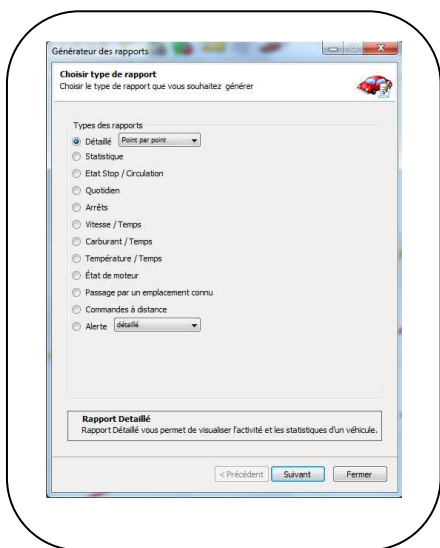 Générateur des rapports
Choisir type de rapport
Choisir le type de rapport que vous souhaitez générer
Types des rapports
Détaillé Point par point
Statistique
Etat Stop / Circulation
Quotidien
Arrêts
Vitesse / Temps
Carburant / Temps
Température / Temps
État de moteur
Passage par un emplacement connu
Commandes à distance
Alerte détaillé
Rapport Detaillé
Rapport Détaillé vous permet de visualiser l'activité et les statistiques d'un véhicule.
< Précédent Suivant Fermer